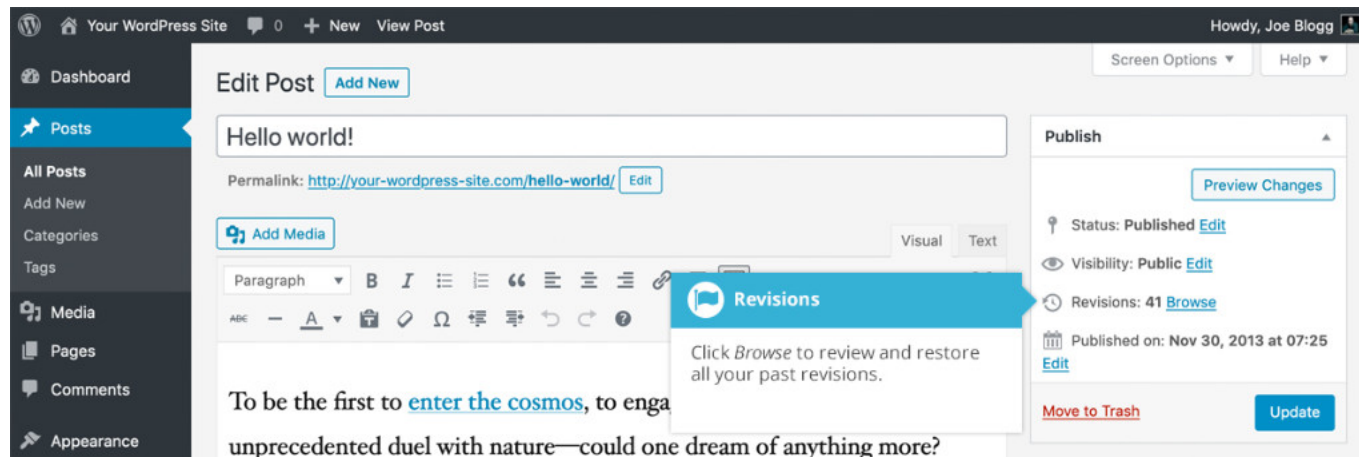 Your WordPress Site 0 + New View Post Howdy, Joe Blogg
Screen Options ▼ Help ▼
Dashboard
Posts
All Posts
Add New
Categories
Tags
Media
Pages
Comments
Appearance
Edit Post Add New
Hello world!
Permalink: http://your-wordpress-site.com/hello-world/ Edit
Add Media
Visual Text
Paragraph ▼ B I
ABC A ▼ Ω
To be the first to enter the cosmos, to enga
unprecedented duel with nature—could one dream of anything more?
Revisions
Click Browse to review and restore
all your past revisions.
Publish
Preview Changes
Status: Published Edit
Visibility: Public Edit
Revisions: 41 Browse
Published on: Nov 30, 2013 at 07:25
Edit
Move to Trash Update